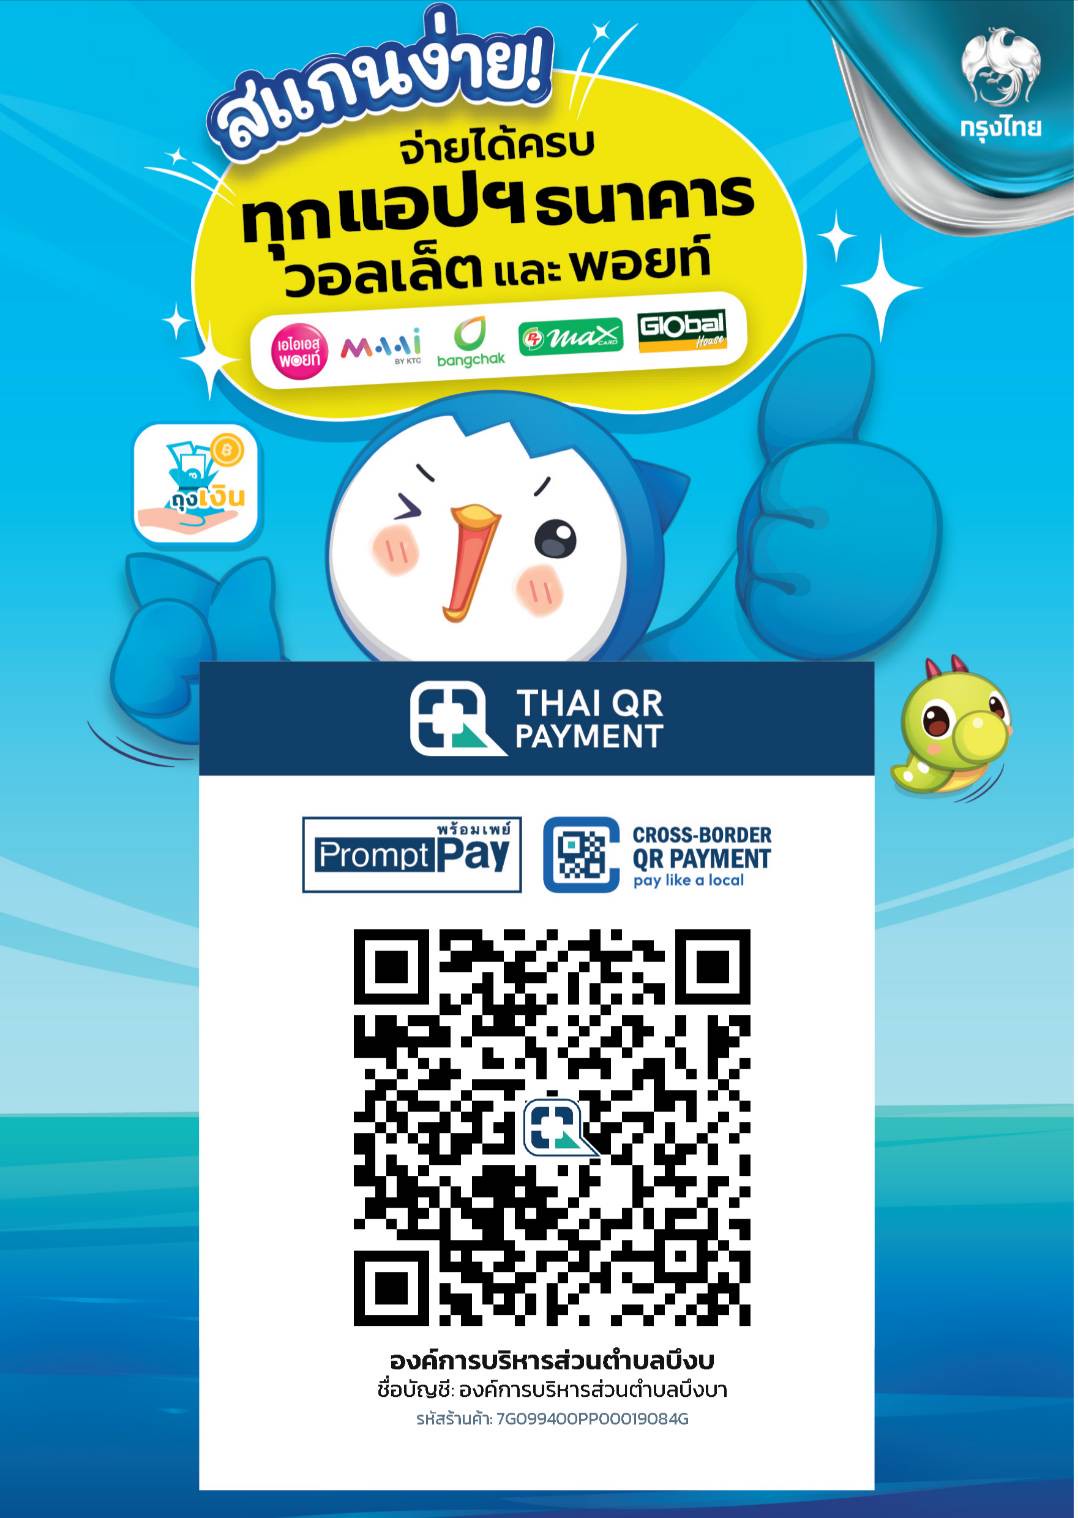 สแกนง่าย!
จ่ายได้ครบ
ทุกแอปฯธนาคาร
วอลเล็ต และ พอยท์
กรุงไทย
เอไอเอส พอยท์
MAAI BY KTC
bangchak
PT max CARD
Global House
฿
ถุงเงิน
THAI QR
PAYMENT
พร้อมเพย์
PromptPay
CROSS-BORDER
QR PAYMENT
pay like a local
องค์การบริหารส่วนตำบลบึงบ
ชื่อบัญชี: องค์การบริหารส่วนตำบลบึงบา
รหัสร้านค้า: 7G099400PP00019084G